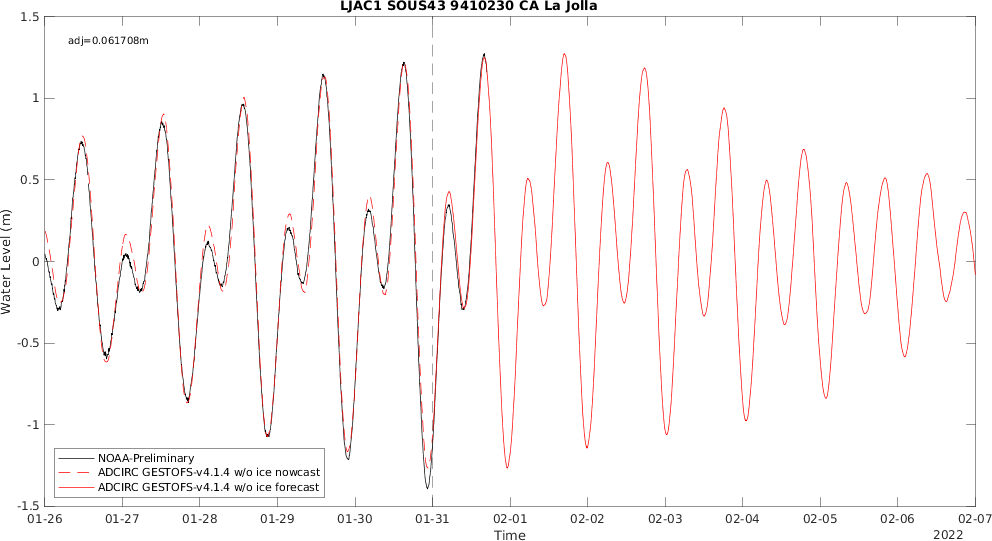 LJAC1 SOUS43 9410230 CA La Jolla
adj=0.061708m
Water Level (m)
1.5
1
0.5
0
-0.5
-1
-1.5
NOAA-Preliminary
ADCIRC GESTOFS-v4.1.4 w/o ice nowcast
ADCIRC GESTOFS-v4.1.4 w/o ice forecast
01-26 01-27 01-28 01-29 01-30 01-31 02-01 02-02 02-03 02-04 02-05 02-06 02-07
Time
2022